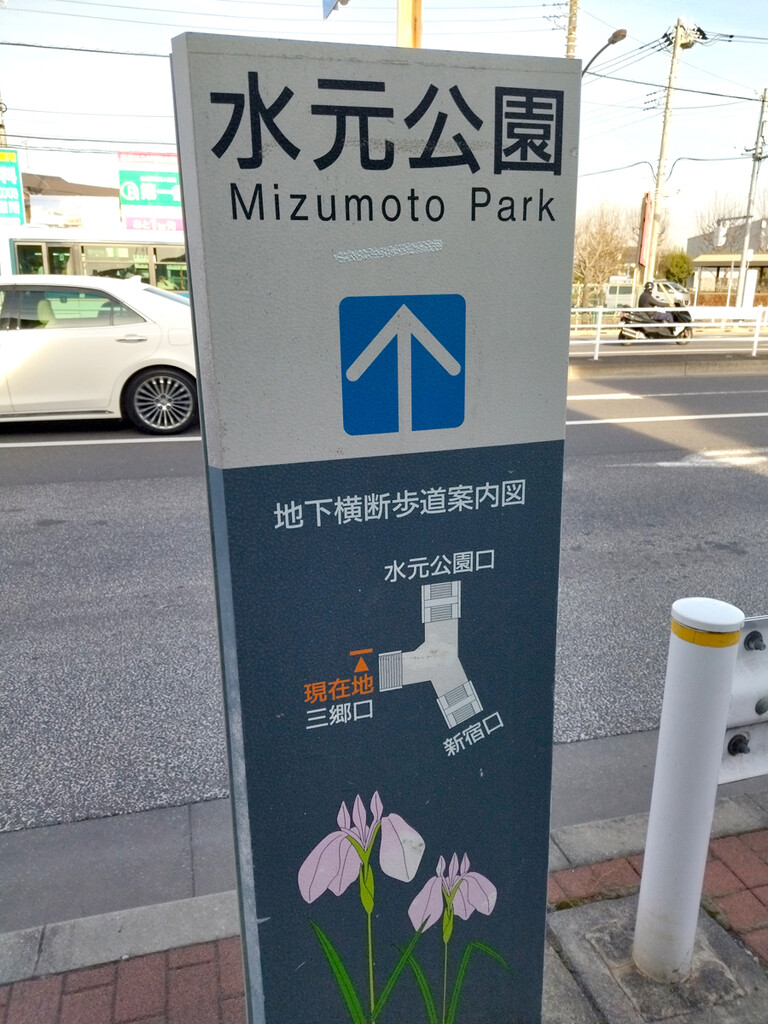 水元公園
Mizumoto Park
地下横断歩道案内図
水元公園口
現在地
三郷口
新宿口